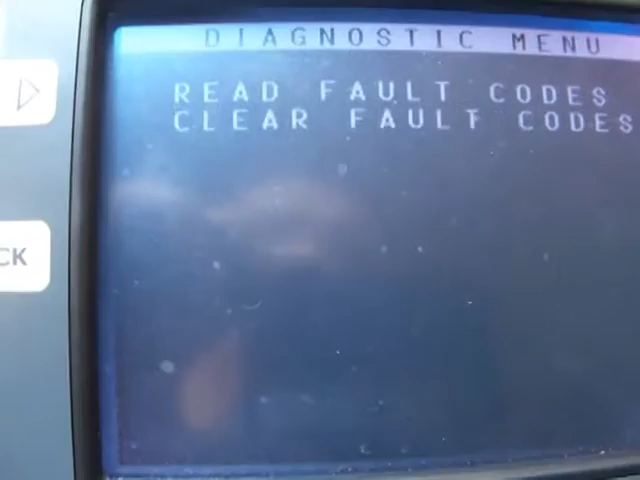 DIAGNOSTIC MENU
READ FAULT CODES
CLEAR FAULT CODES
CK